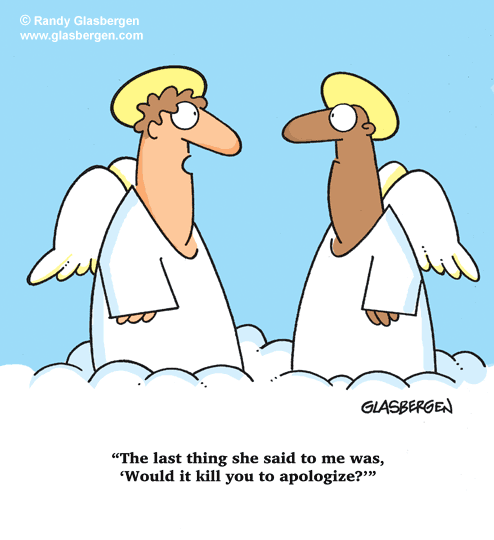 © Randy Glasbergen
www.glasbergen.com
GLASBERGEN
“The last thing she said to me was,
‘Would it kill you to apologize?’”